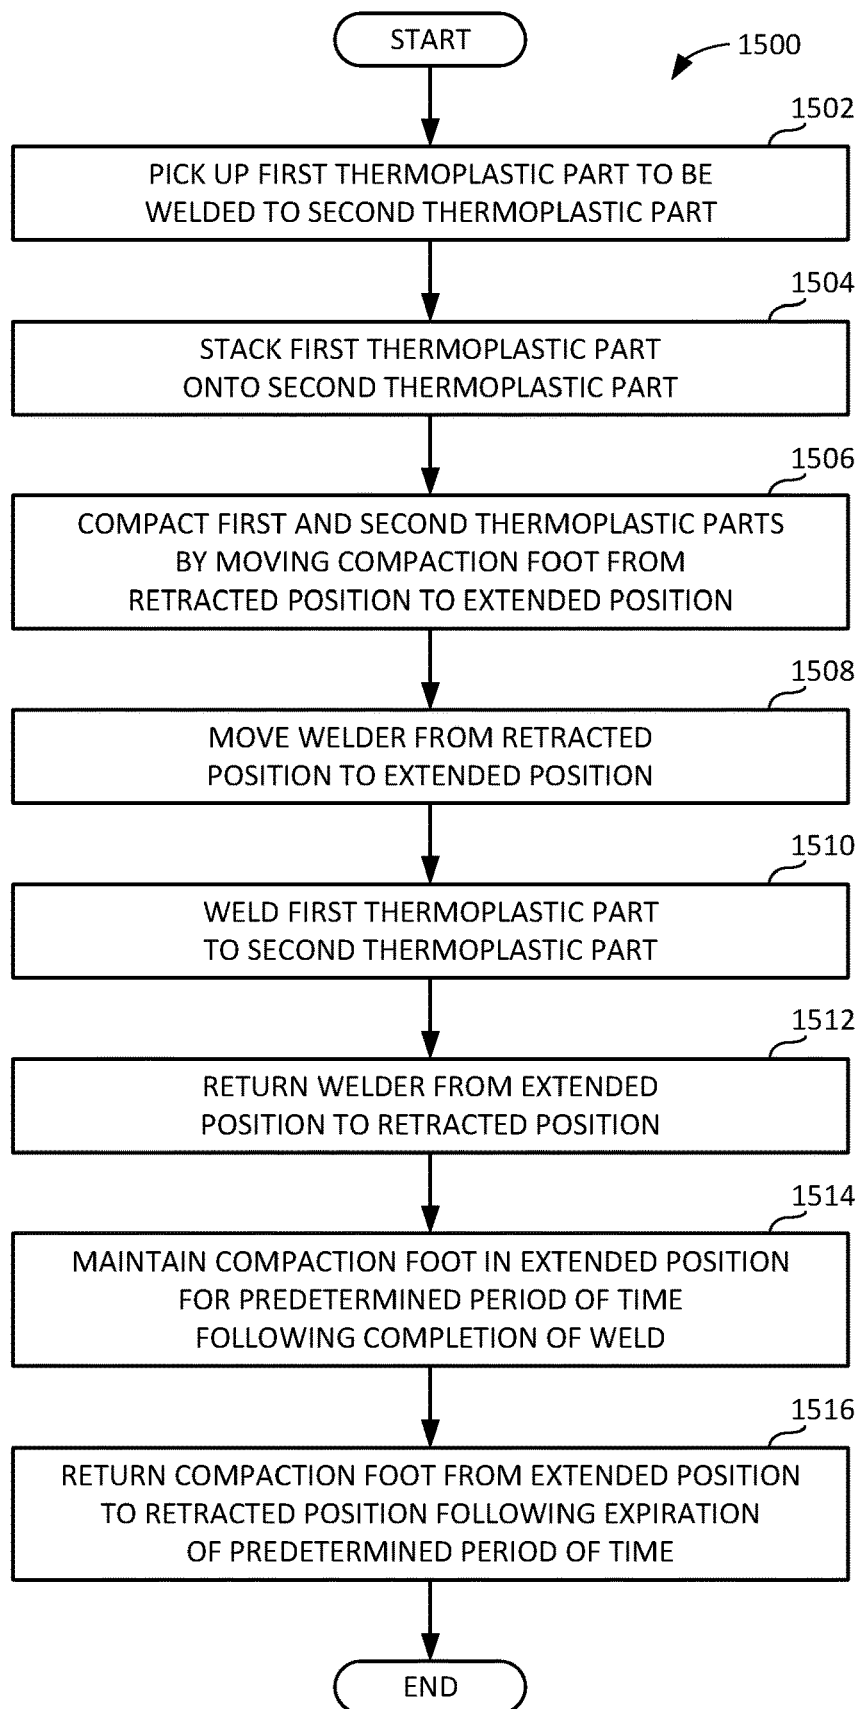 START
1500
1502
PICK UP FIRST THERMOPLASTIC PART TO BE
WELDED TO SECOND THERMOPLASTIC PART
1504
STACK FIRST THERMOPLASTIC PART
ONTO SECOND THERMOPLASTIC PART
1506
COMPACT FIRST AND SECOND THERMOPLASTIC PARTS
BY MOVING COMPACTION FOOT FROM
RETRACTED POSITION TO EXTENDED POSITION
1508
MOVE WELDER FROM RETRACTED
POSITION TO EXTENDED POSITION
1510
WELD FIRST THERMOPLASTIC PART
TO SECOND THERMOPLASTIC PART
1512
RETURN WELDER FROM EXTENDED
POSITION TO RETRACTED POSITION
1514
MAINTAIN COMPACTION FOOT IN EXTENDED POSITION
FOR PREDETERMINED PERIOD OF TIME
FOLLOWING COMPLETION OF WELD
1516
RETURN COMPACTION FOOT FROM EXTENDED POSITION
TO RETRACTED POSITION FOLLOWING EXPIRATION
OF PREDETERMINED PERIOD OF TIME
END